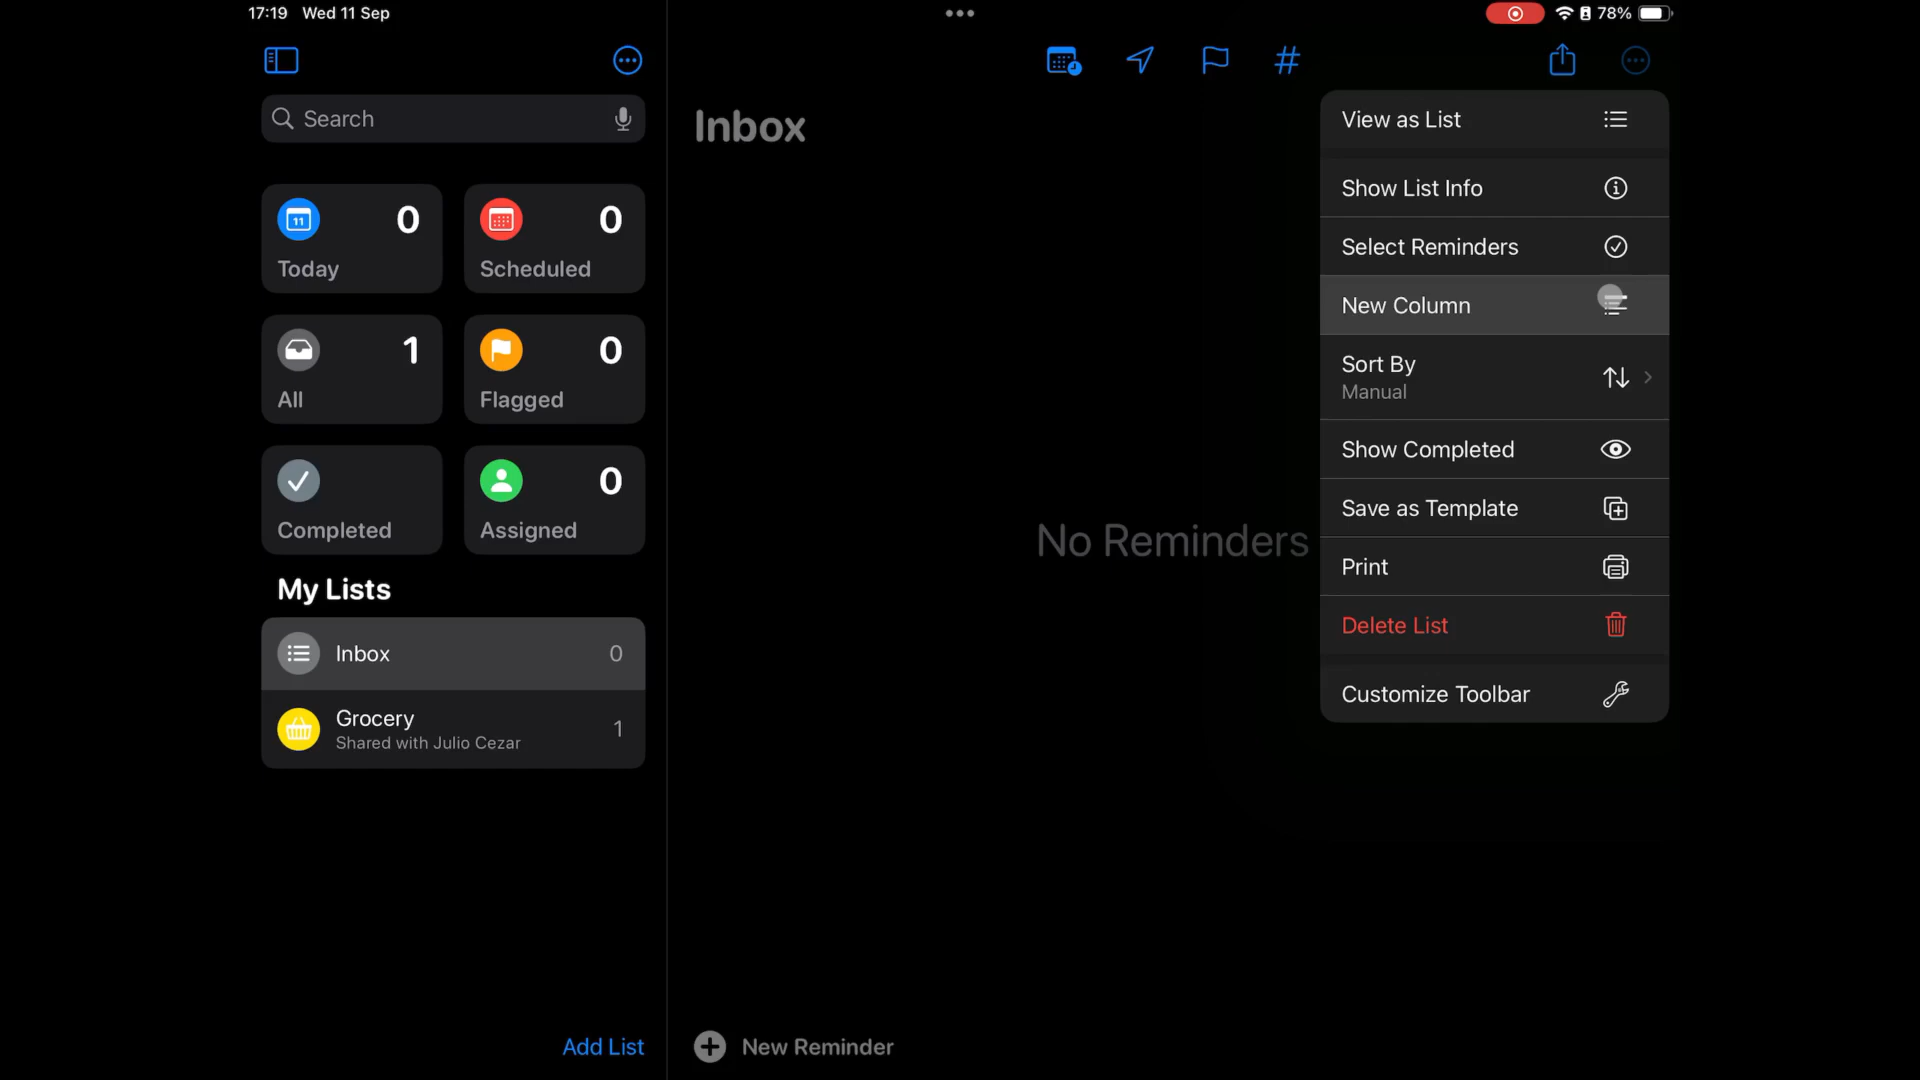 17:19 Wed 11 Sep
78%
Search
11
0
Today
0
Scheduled
1
All
0
Flagged
Completed
0
Assigned
My Lists
Inbox 0
Grocery
Shared with Julio Cezar
1
Add List
Inbox
No Reminders
New Reminder
View as List
Show List Info
Select Reminders
New Column
Sort By
Manual
Show Completed
Save as Template
Print
Delete List
Customize Toolbar